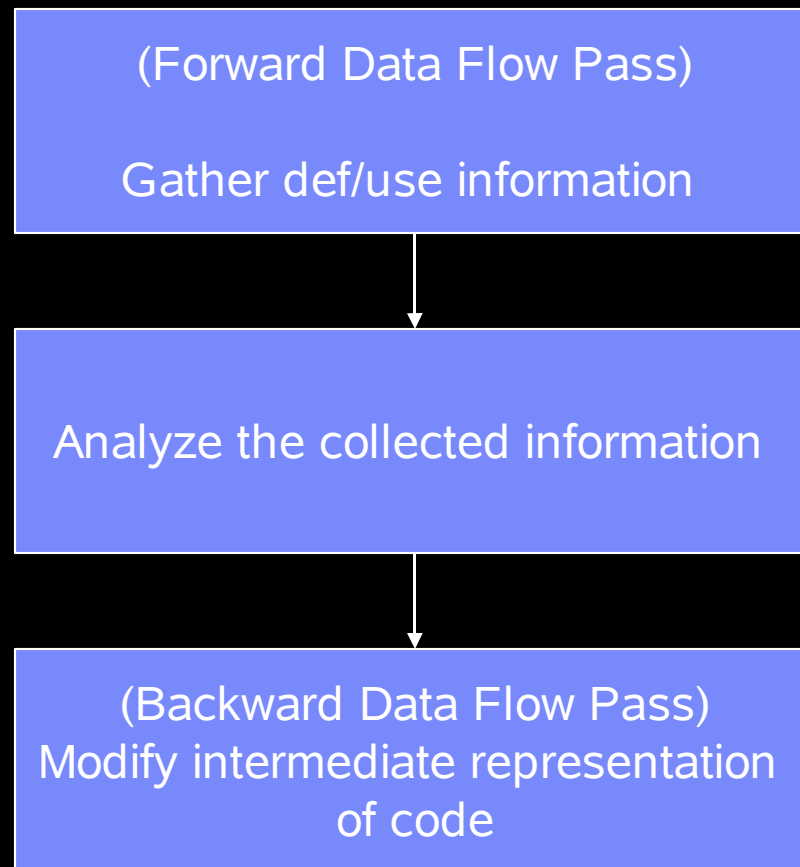 (Forward Data Flow Pass)
Gather def/use information
Analyze the collected information
(Backward Data Flow Pass)
Modify intermediate representation
of code